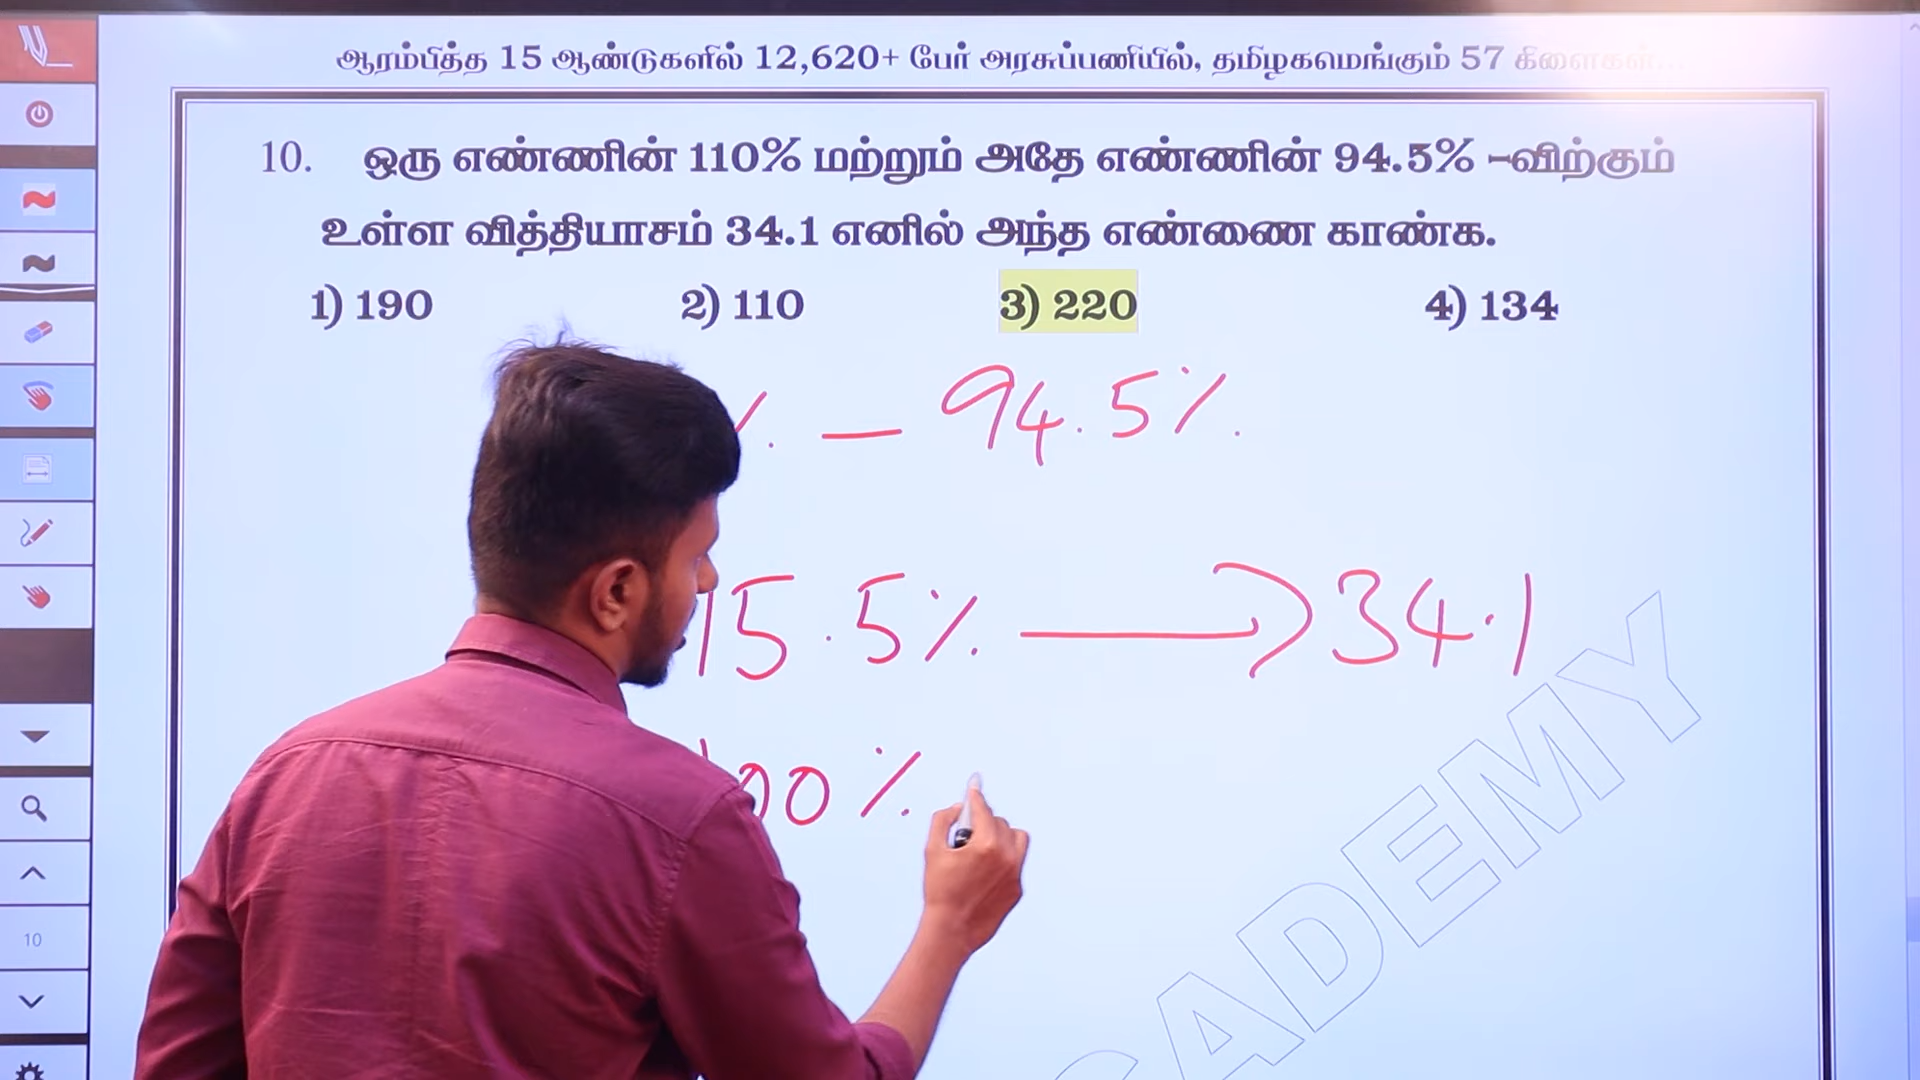 ஆரம்பித்த 15 ஆண்டுகளில் 12,620+ பேர் அரசுப்பணியில், தமிழகமெங்கும் 57 கிளைகள்...
10. ஒரு எண்ணின் 110% மற்றும் அதே எண்ணின் 94.5% -விற்கும்
உள்ள வித்தியாசம் 34.1 எனில் அந்த எண்ணை காண்க.
1) 190 2) 110 3) 220 4) 134
% - 94.5%
15.5% → 34.1
100%
CADEMY
10